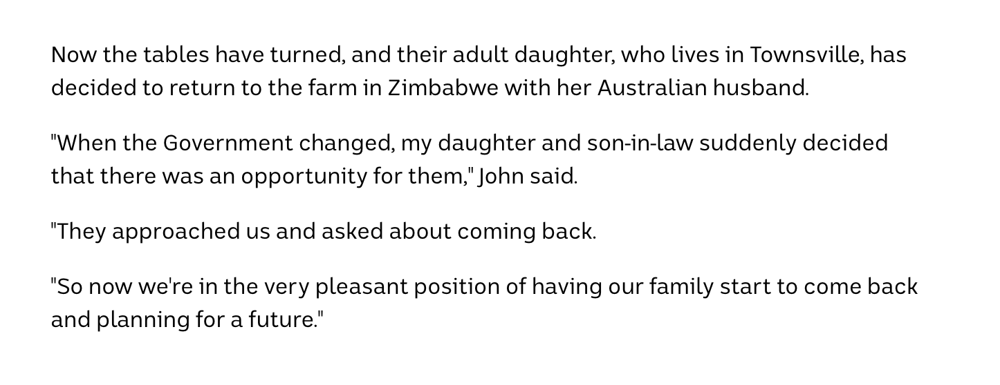 Now the tables have turned, and their adult daughter, who lives in Townsville, has
decided to return to the farm in Zimbabwe with her Australian husband.
"When the Government changed, my daughter and son-in-law suddenly decided
that there was an opportunity for them," John said.
"They approached us and asked about coming back.
"So now we're in the very pleasant position of having our family start to come back
and planning for a future."